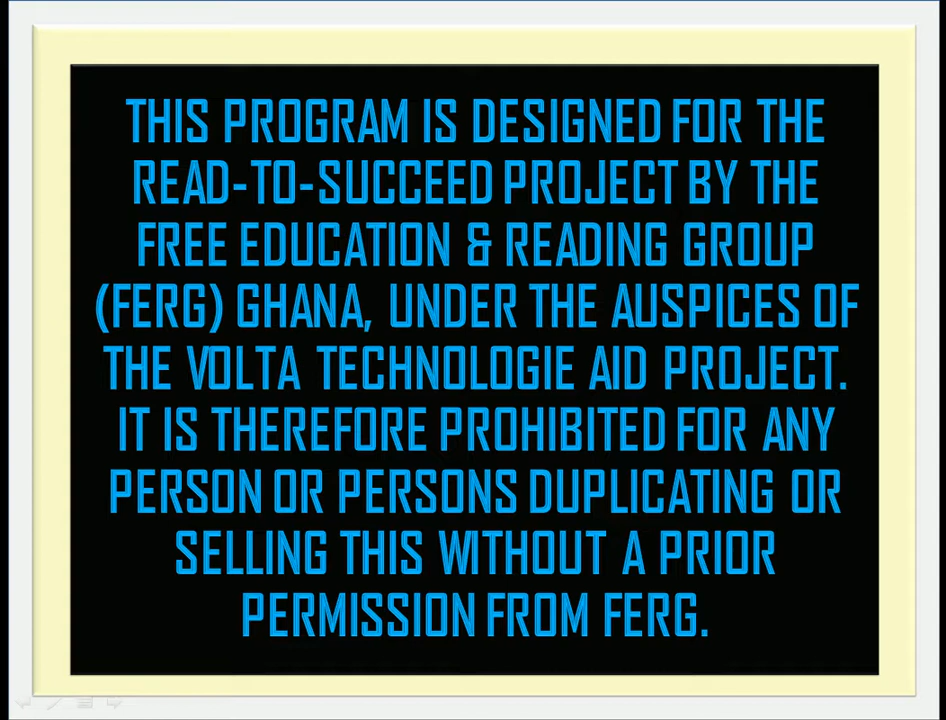 THIS PROGRAM IS DESIGNED FOR THE
READ-TO-SUCCEED PROJECT BY THE
FREE EDUCATION & READING GROUP
(FERG) GHANA, UNDER THE AUSPICES OF
THE VOLTA TECHNOLOGIE AID PROJECT.
IT IS THEREFORE PROHIBITED FOR ANY
PERSON OR PERSONS DUPLICATING OR
SELLING THIS WITHOUT A PRIOR
PERMISSION FROM FERG.